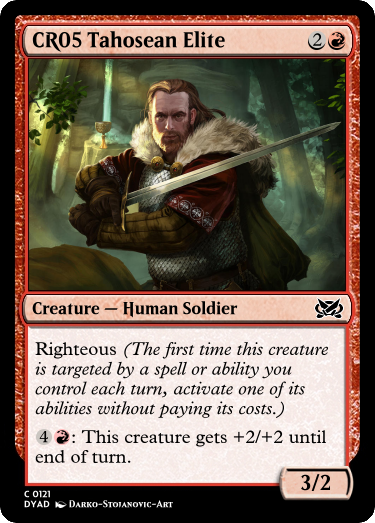 CR05 Tahosean Elite 2
Creature — Human Soldier
Righteous (The first time this creature
is targeted by a spell or ability you
control each turn, activate one of its
abilities without paying its costs.)
4 : This creature gets +2/+2 until
end of turn.
3/2
C 0121
DYAD Darko-Stojanovic-Art